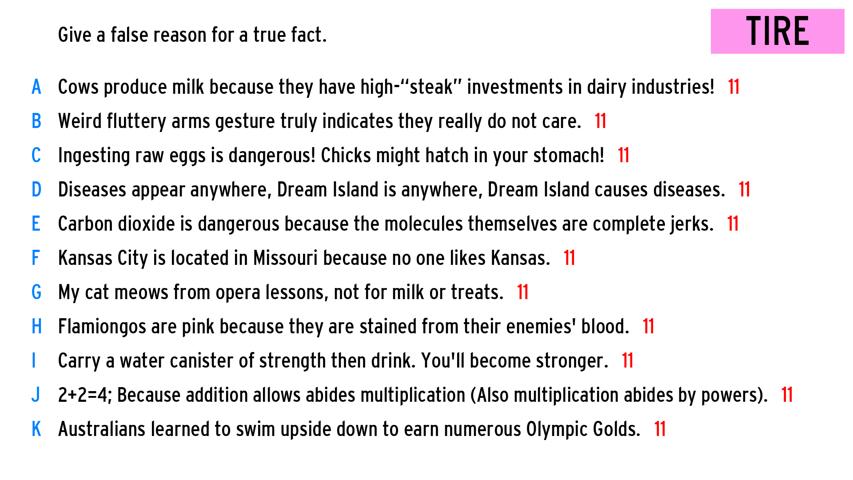 Give a false reason for a true fact.
TIRE
A Cows produce milk because they have high-“steak” investments in dairy industries! 11
B Weird fluttery arms gesture truly indicates they really do not care. 11
C Ingesting raw eggs is dangerous! Chicks might hatch in your stomach! 11
D Diseases appear anywhere, Dream Island is anywhere, Dream Island causes diseases. 11
E Carbon dioxide is dangerous because the molecules themselves are complete jerks. 11
F Kansas City is located in Missouri because no one likes Kansas. 11
G My cat meows from opera lessons, not for milk or treats. 11
H Flamiongos are pink because they are stained from their enemies' blood. 11
I Carry a water canister of strength then drink. You'll become stronger. 11
J 2+2=4; Because addition allows abides multiplication (Also multiplication abides by powers). 11
K Australians learned to swim upside down to earn numerous Olympic Golds. 11